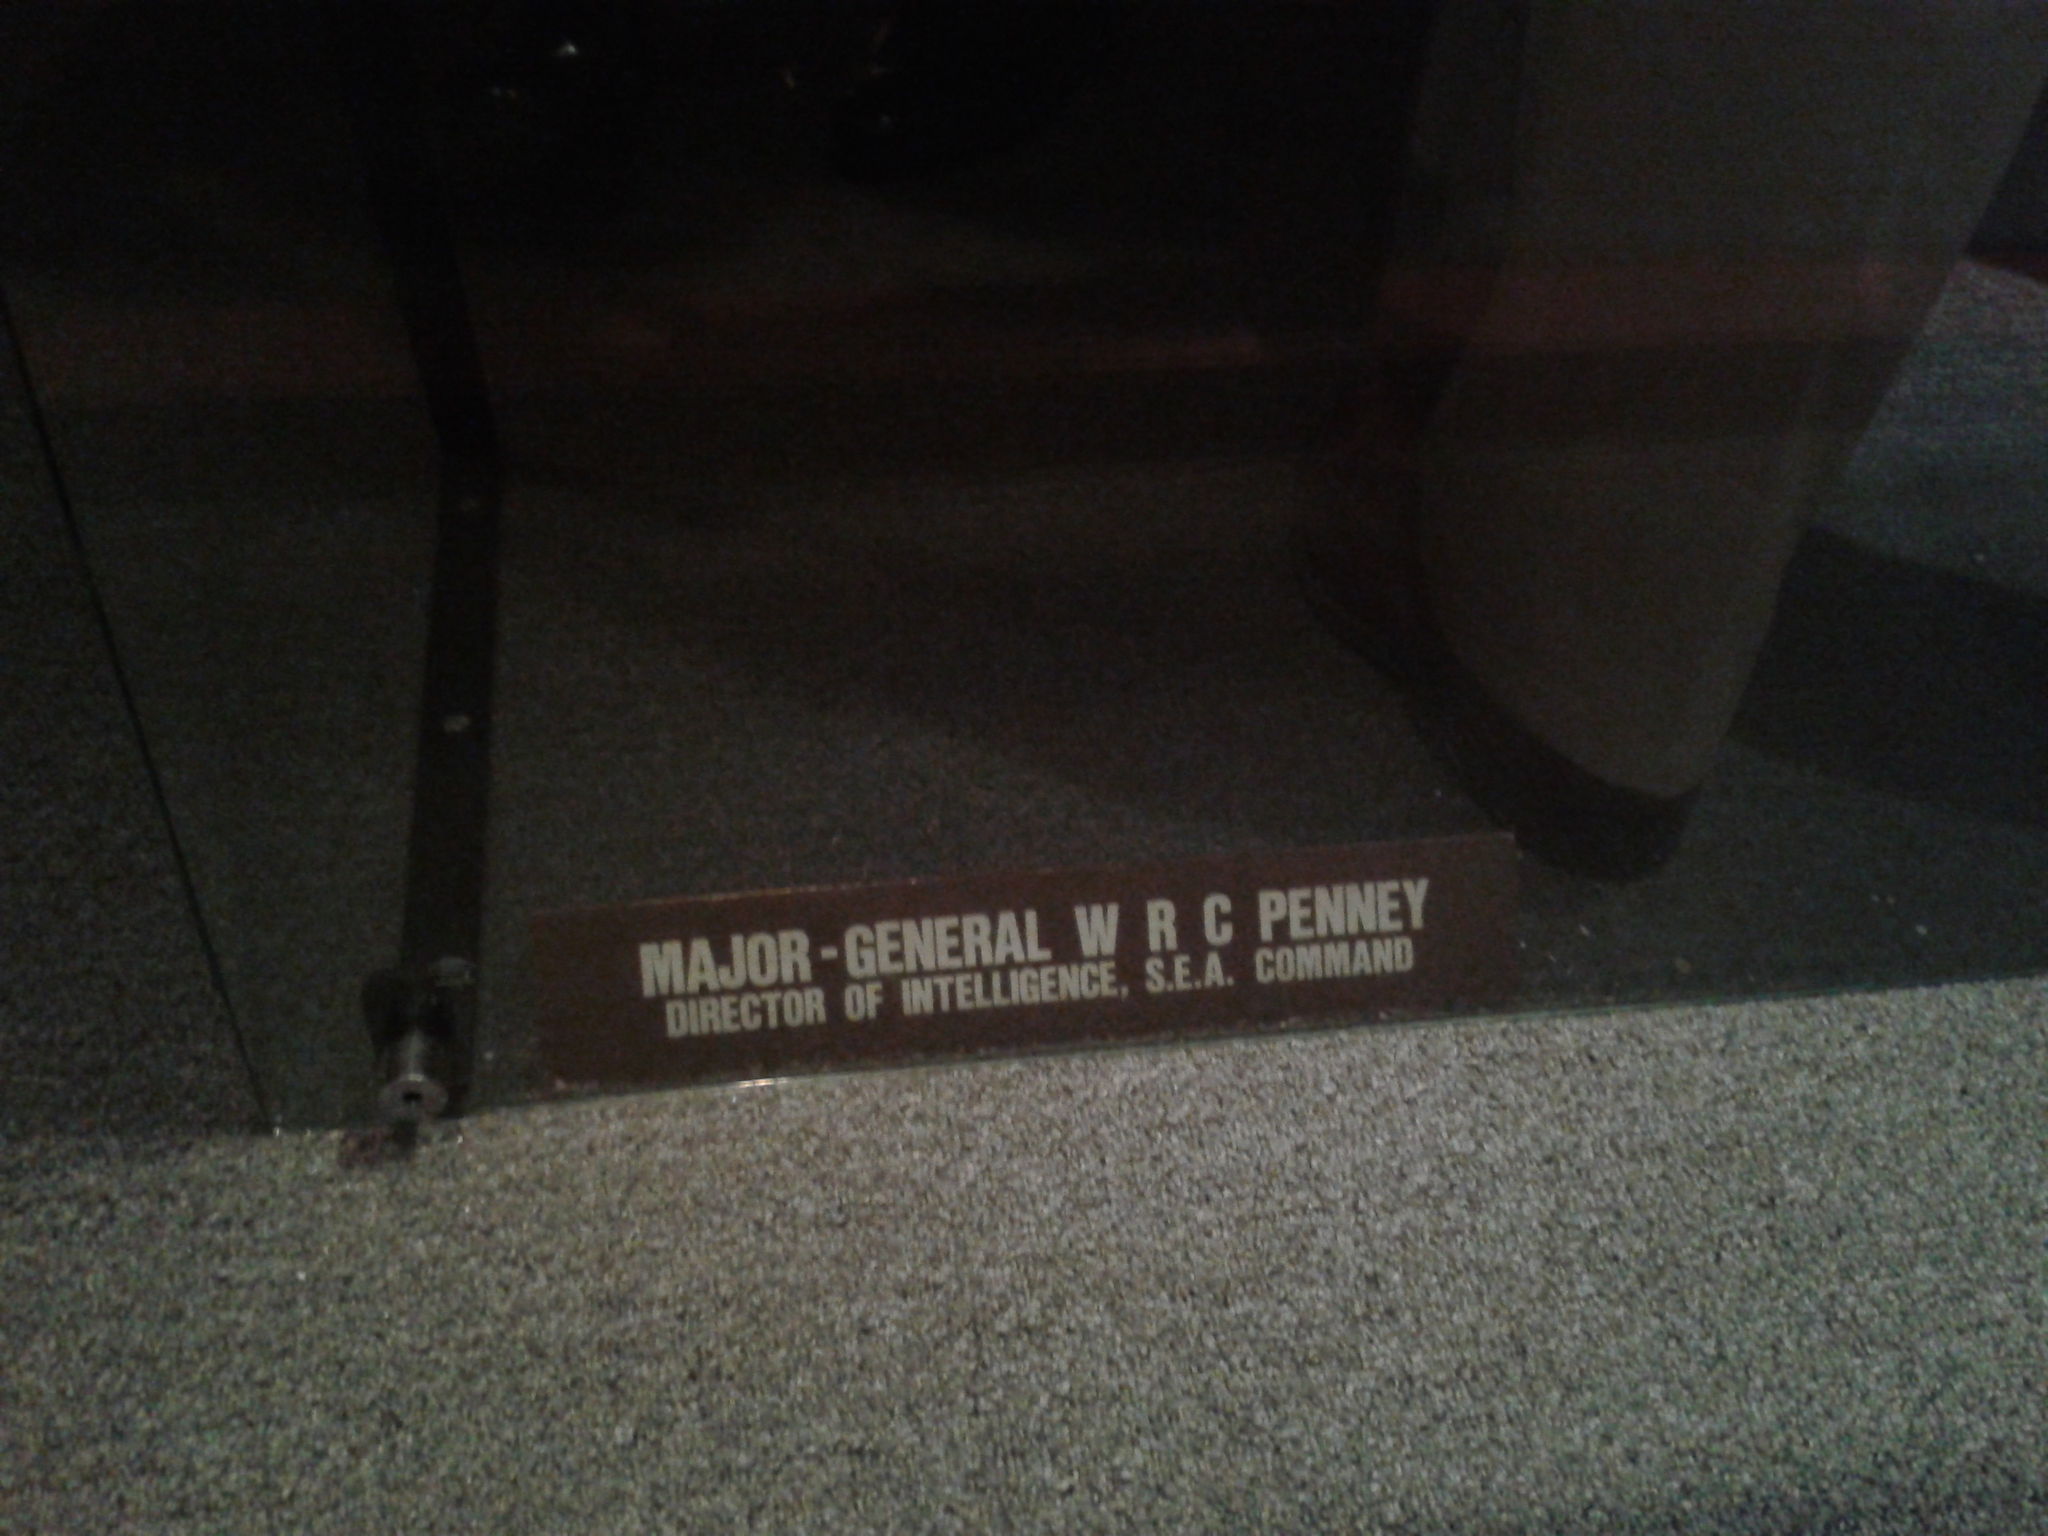 MAJOR-GENERAL W R C PENNEY
DIRECTOR OF INTELLIGENCE, S.E.A. COMMAND